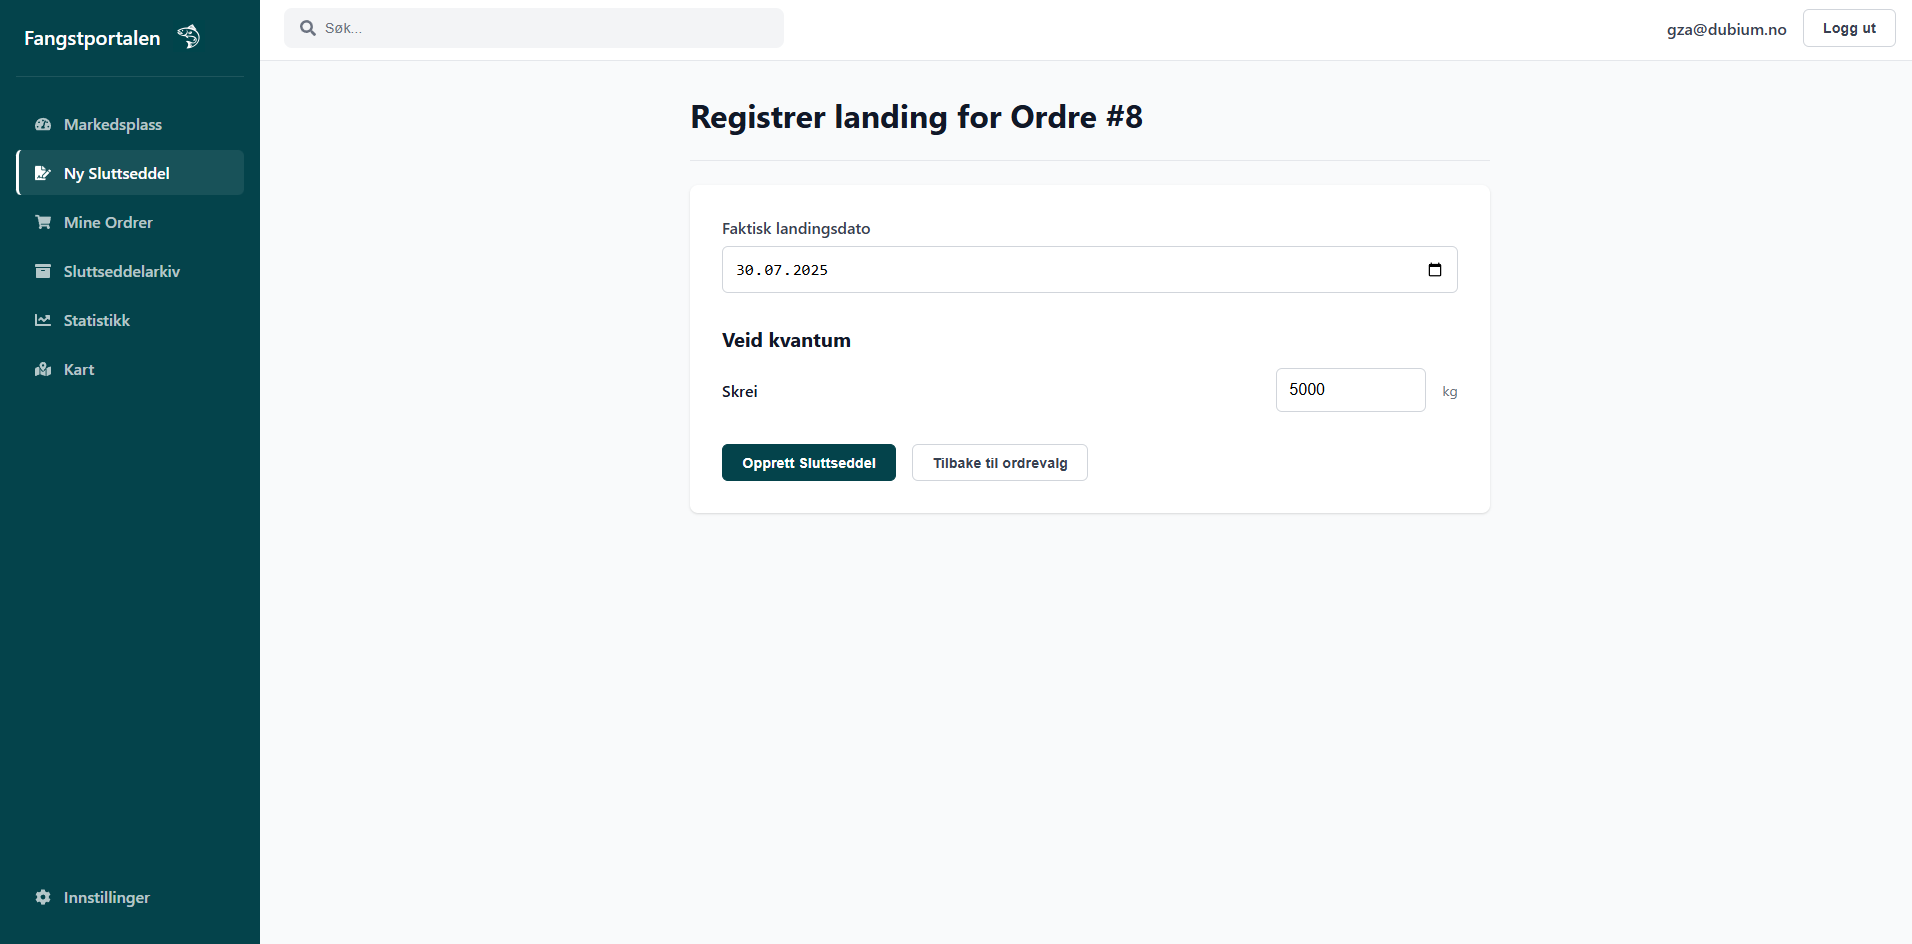 Fangstportalen
Søk...
gza@dubium.no
Logg ut
Markedsplass
Ny Sluttseddel
Mine Ordrer
Sluttseddelarkiv
Statistikk
Kart
Innstillinger
Registrer landing for Ordre #8
Faktisk landingsdato
30.07.2025
Veid kvantum
Skrei
5000
kg
Opprett Sluttseddel
Tilbake til ordrevalg